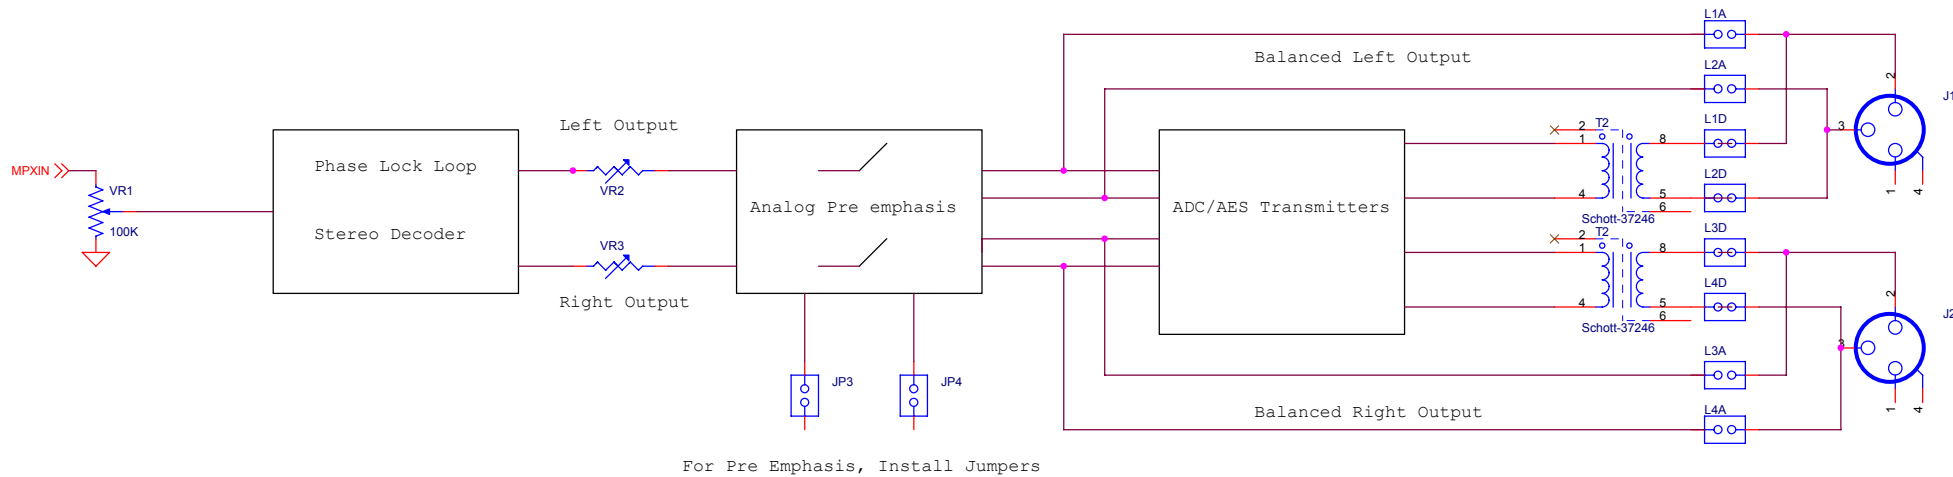 L1A
Balanced Left Output
L2A
2
J1
Left Output
T2
2
1
8
L1D
3
Phase Lock Loop
MPXIN
VR1
VR2
4
5
L2D
1
4
Analog Pre emphasis
ADC/AES Transmitters
6
Schott-37246
100K
Stereo Decoder
VR3
T2
2
1
8
L3D
Right Output
4
5
L4D
2
J2
6
Schott-37246
3
JP3
JP4
L3A
1
4
Balanced Right Output
L4A
For Pre Emphasis, Install Jumpers